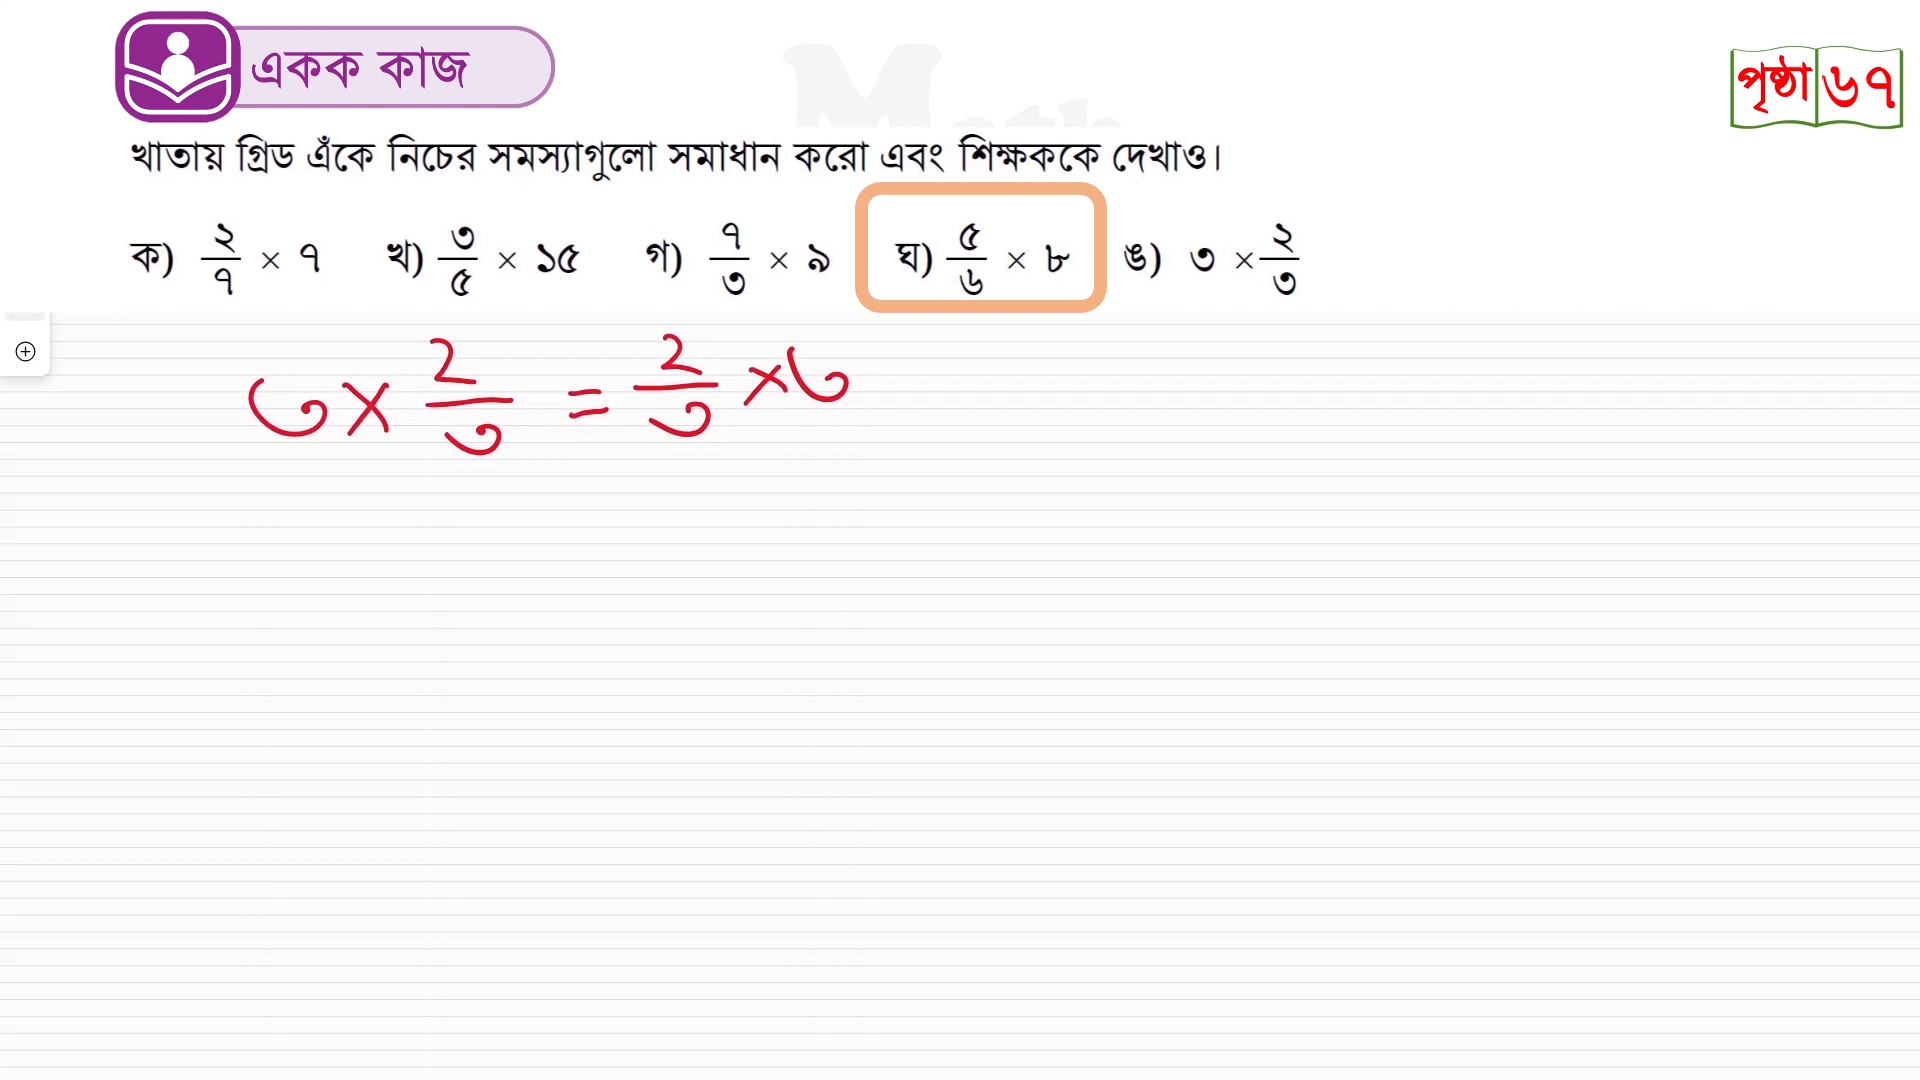 একক কাজ
পৃষ্ঠা ৬৭
Math
খাতায় গ্রিড এঁকে নিচের সমস্যাগুলো সমাধান করো এবং শিক্ষককে দেখাও।
ক) ২/৭ × ৭ খ) ৩/৫ × ১৫ গ) ৭/৩ × ৯ ঘ) ৫/৬ × ৮ ঙ) ৩ × ২/৩
৩ × ২/৩ = ২/৩ × ৩